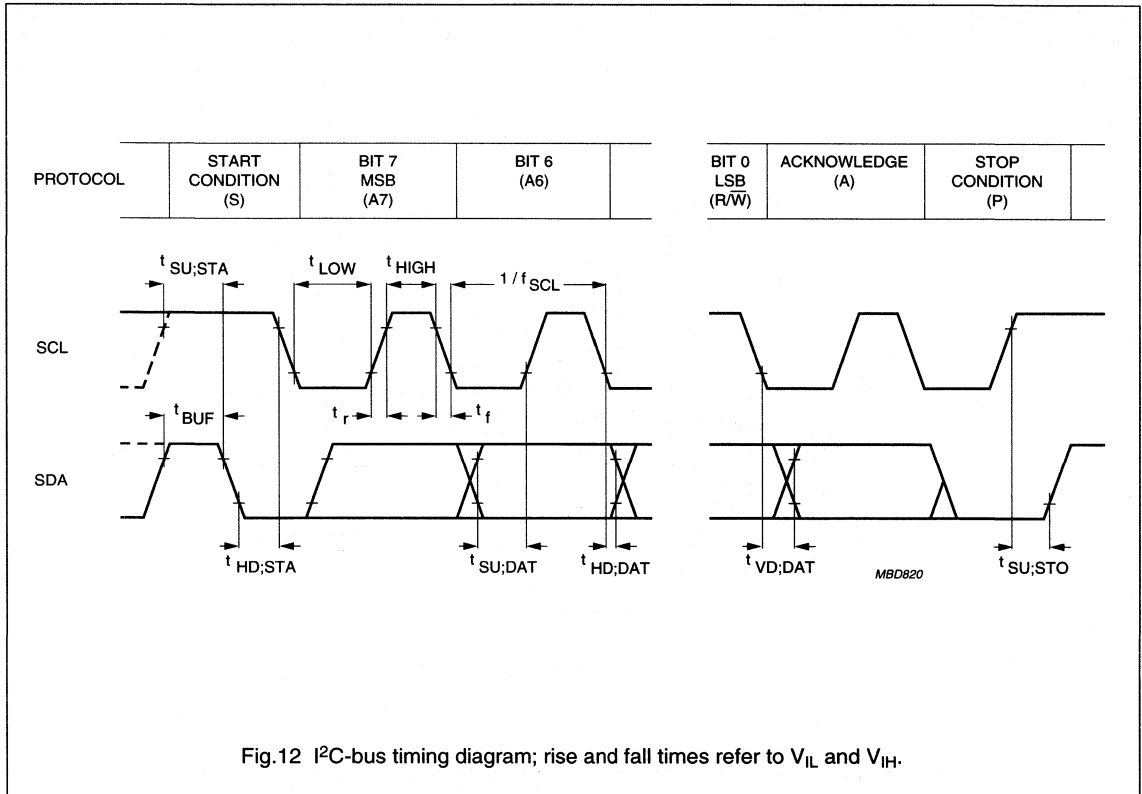 PROTOCOL
START
CONDITION
(S)
BIT 7
MSB
(A7)
BIT 6
(A6)
BIT 0
LSB
(R/W̅)
ACKNOWLEDGE
(A)
STOP
CONDITION
(P)
t SU;STA
t LOW
t HIGH
1 / f SCL
SCL
t BUF
t r
t f
SDA
t HD;STA
t SU;DAT
t HD;DAT
t VD;DAT
MBD820
t SU;STO
Fig.12 I²C-bus timing diagram; rise and fall times refer to V_IL and V_IH.